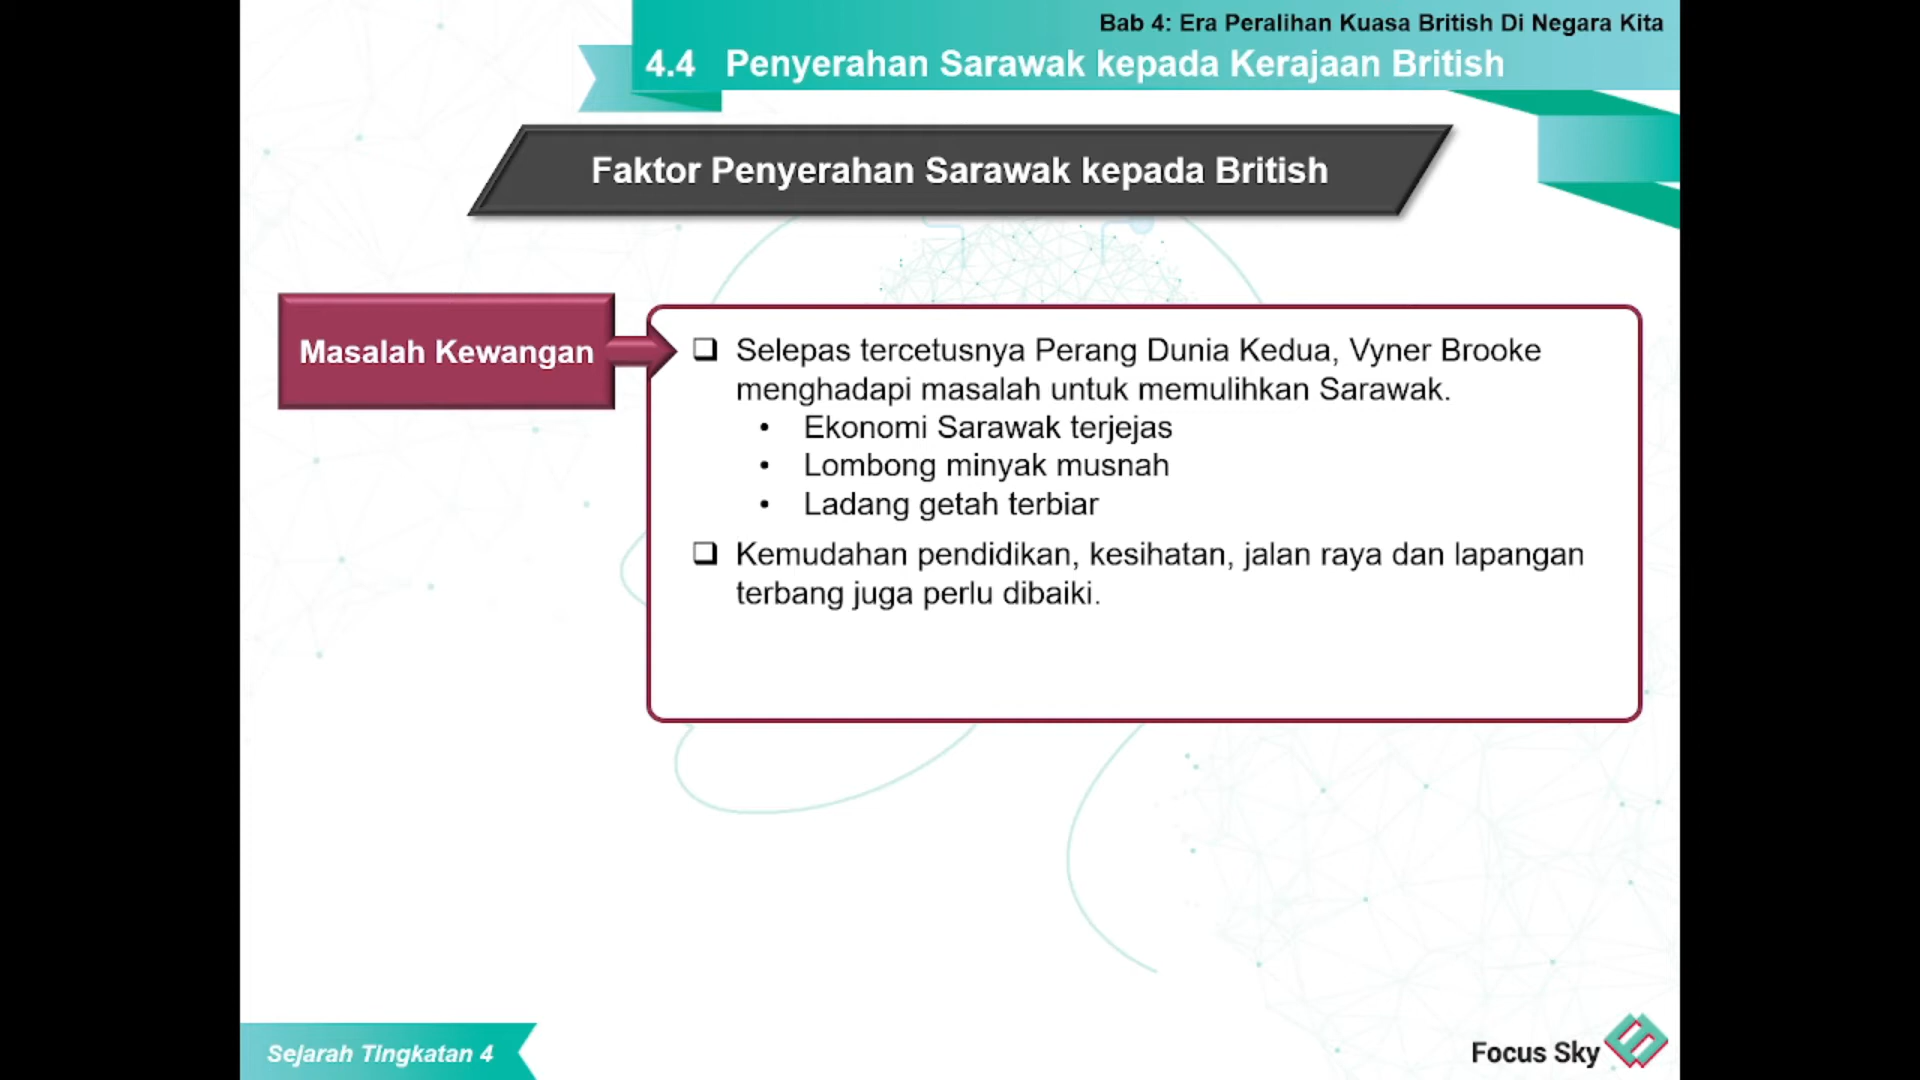 Bab 4: Era Peralihan Kuasa British Di Negara Kita
4.4 Penyerahan Sarawak kepada Kerajaan British
Faktor Penyerahan Sarawak kepada British
Masalah Kewangan
❑ Selepas tercetusnya Perang Dunia Kedua, Vyner Brooke
menghadapi masalah untuk memulihkan Sarawak.
• Ekonomi Sarawak terjejas
• Lombong minyak musnah
• Ladang getah terbiar
❑ Kemudahan pendidikan, kesihatan, jalan raya dan lapangan
terbang juga perlu dibaiki.
Sejarah TIngkatan 4
Focus Sky